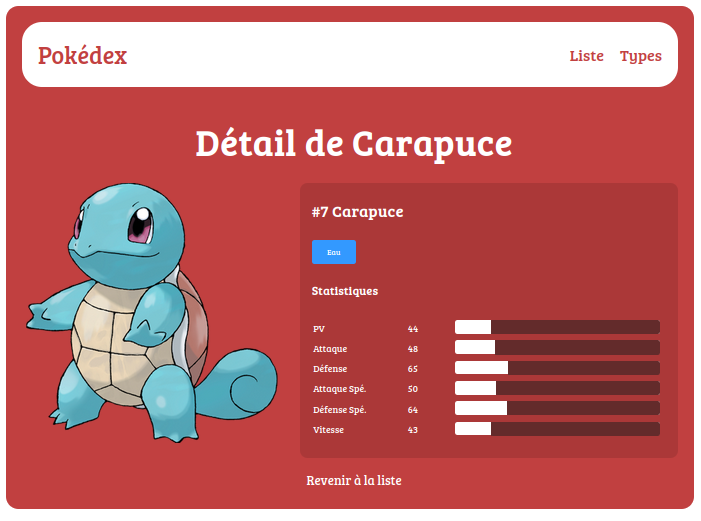 Pokédex
Liste Types
Détail de Carapuce
#7 Carapuce
Eau
Statistiques
PV 44
Attaque 48
Défense 65
Attaque Spé. 50
Défense Spé. 64
Vitesse 43
Revenir à la liste